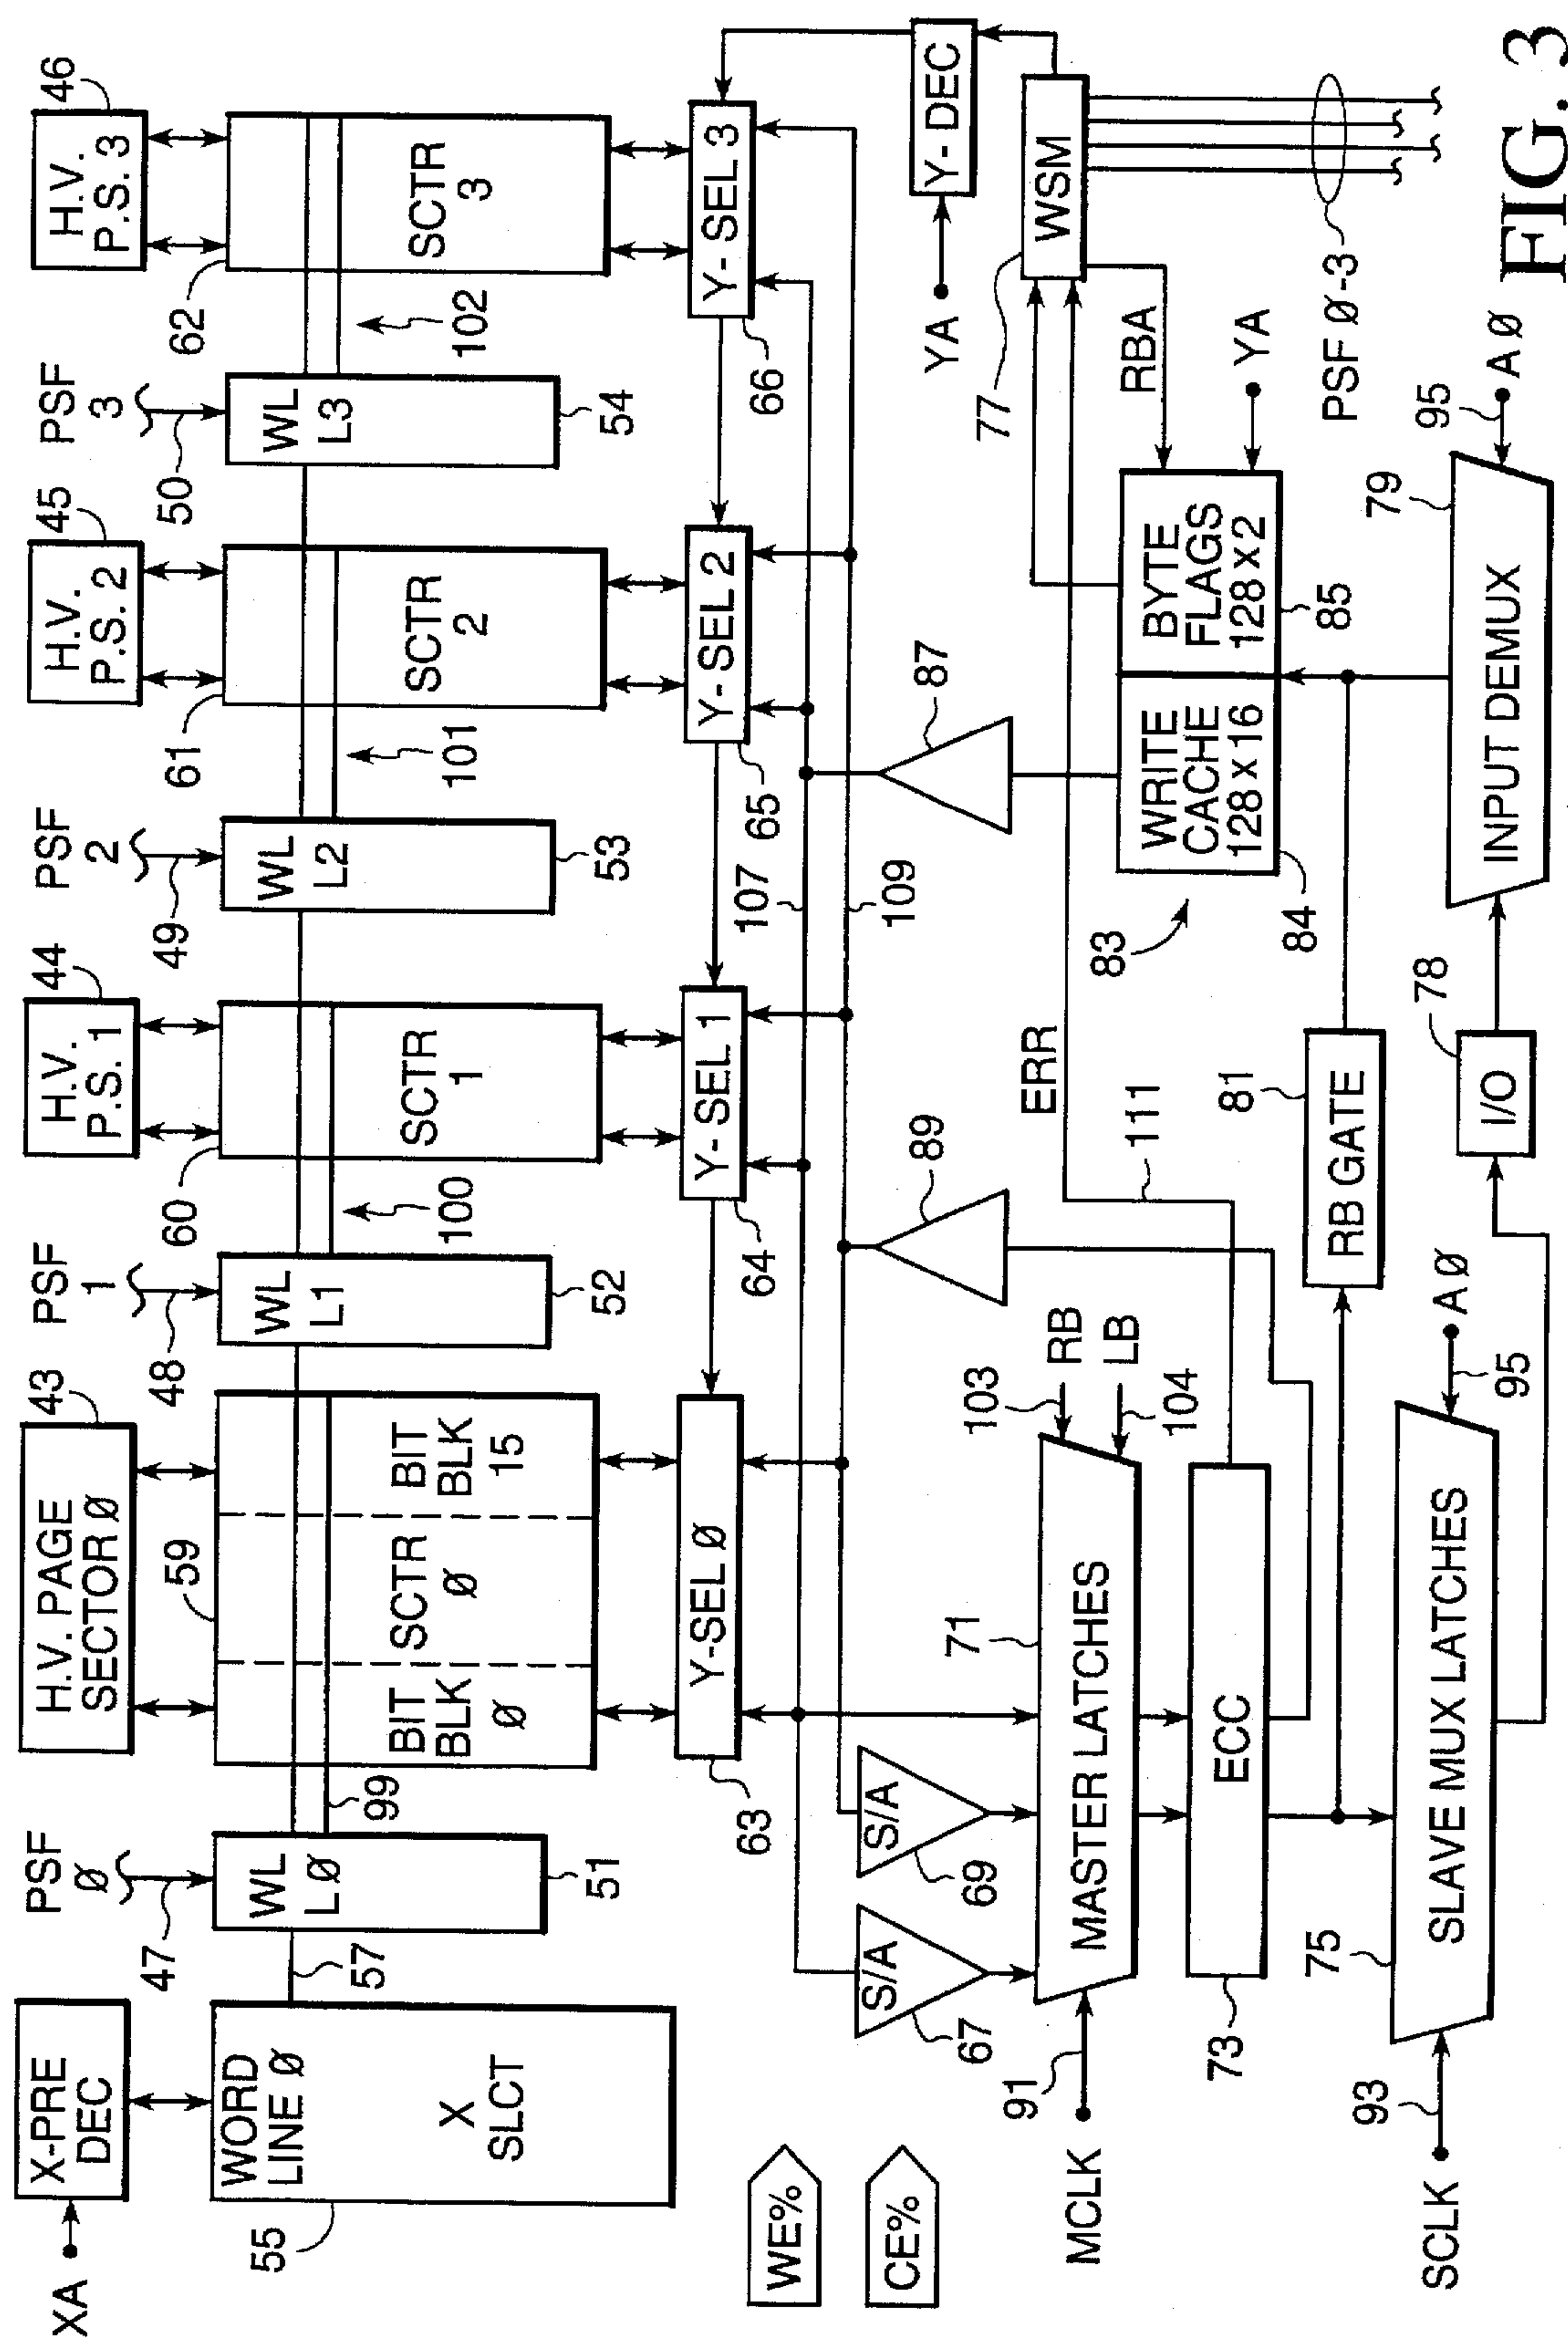 XA
X-PRE
DEC
WORD
LINE Ø
X
SLCT
55
57
PSF
Ø
47
WL
L Ø
51
99
H.V. PAGE
SECTOR Ø
43
59
BIT
BLK
Ø
SCTR
Ø
BIT
BLK
15
PSF
1
48
WL
L1
52
100
H.V.
P.S. 1
44
60
SCTR
1
PSF
2
49
WL
L2
53
101
H.V.
P.S. 2
45
61
SCTR
2
PSF
3
50
WL
L3
54
102
H.V.
P.S. 3
46
62
SCTR
3
Y-SEL Ø
63
Y-SEL 1
64
Y-SEL 2
65
Y-SEL 3
66
107
109
WE%
CE%
S/A
67
S/A
69
89
87
YA
Y-DEC
MCLK
91
MASTER LATCHES
71
103
RB
LB
104
ERR
111
77
WSM
RBA
YA
PSF Ø-3
ECC
73
83
WRITE
CACHE
128 x 16
84
BYTE
FLAGS
128 x 2
85
RB GATE
81
SCLK
93
SLAVE MUX LATCHES
75
95
A Ø
I/O
78
INPUT DEMUX
79
95
A Ø
FIG. 3